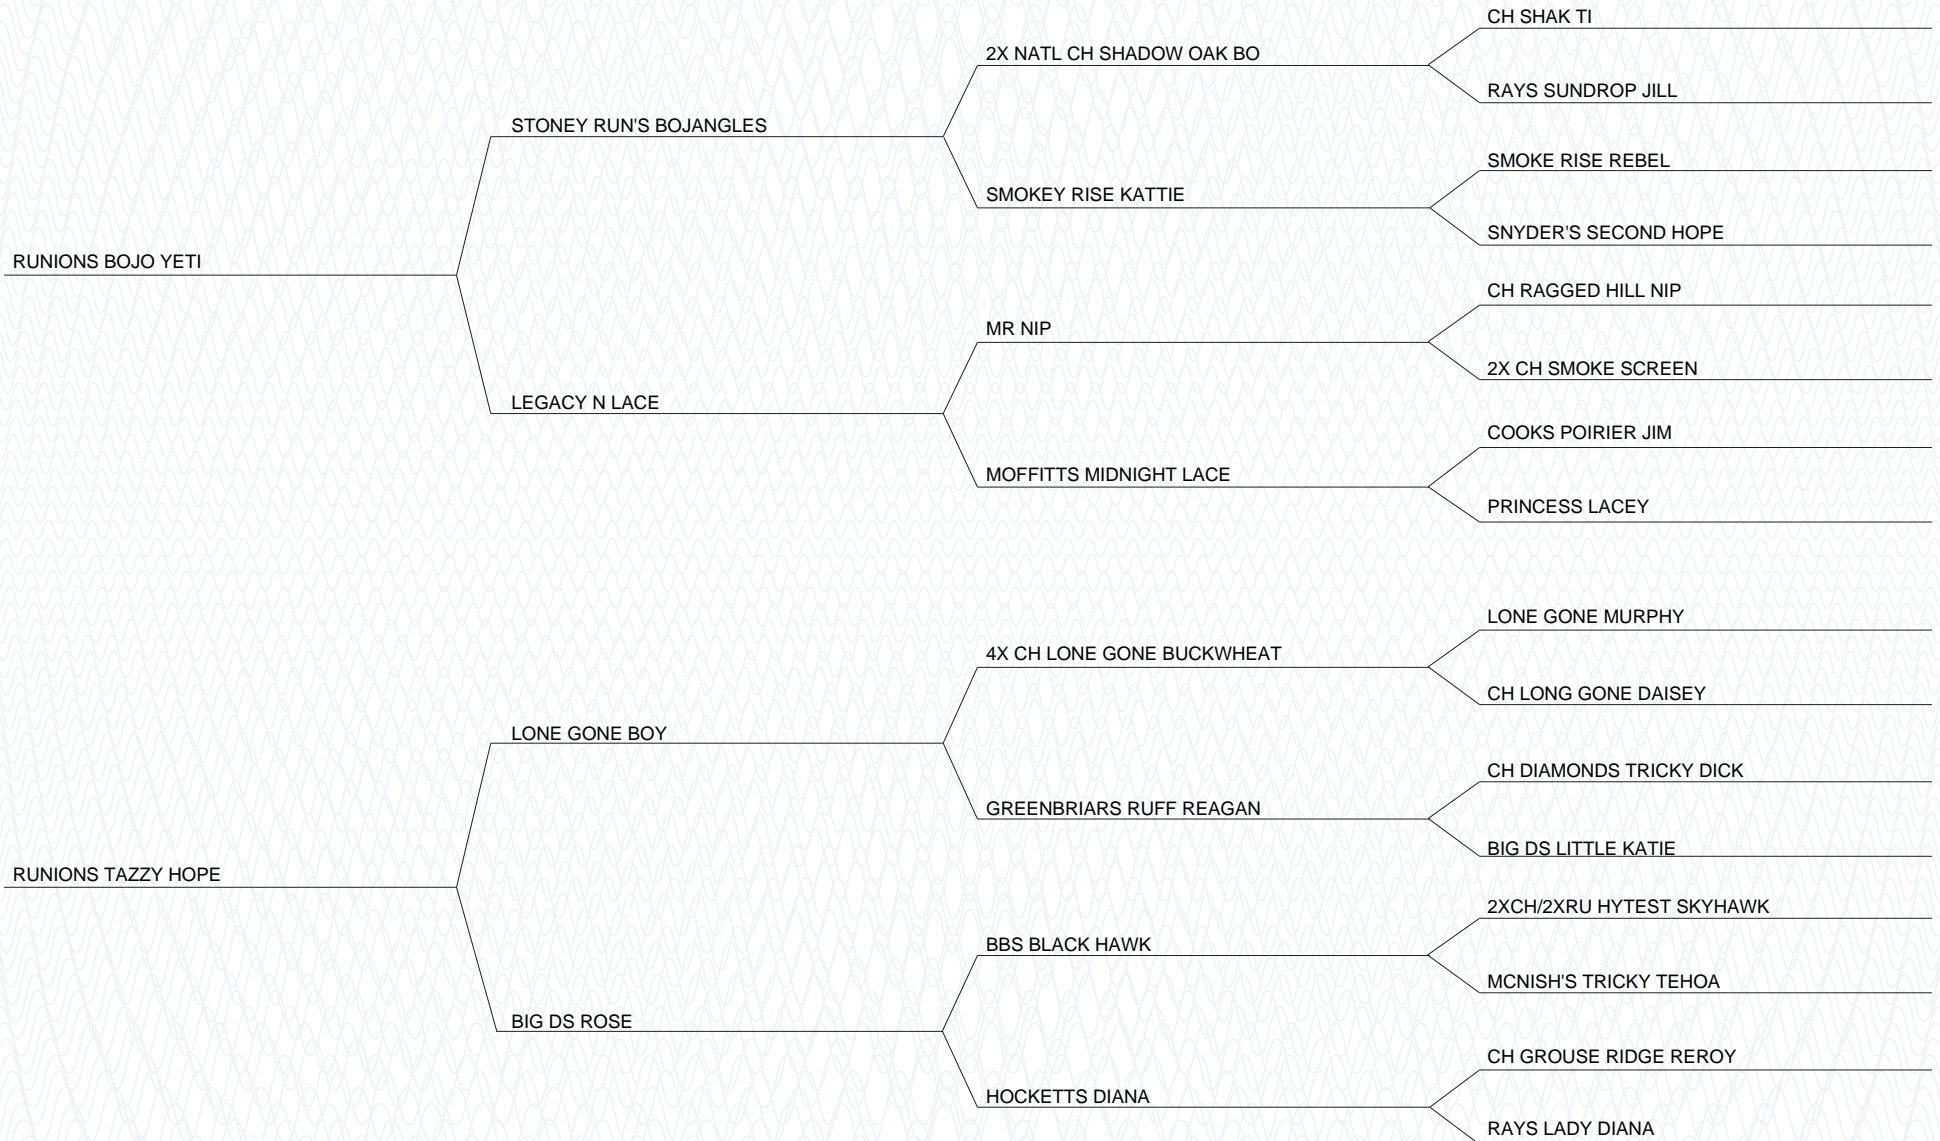 CH SHAK TI
2X NATL CH SHADOW OAK BO
RAYS SUNDROP JILL
STONEY RUN'S BOJANGLES
SMOKE RISE REBEL
SMOKEY RISE KATTIE
SNYDER'S SECOND HOPE
RUNIONS BOJO YETI
CH RAGGED HILL NIP
MR NIP
2X CH SMOKE SCREEN
LEGACY N LACE
COOKS POIRIER JIM
MOFFITTS MIDNIGHT LACE
PRINCESS LACEY
LONE GONE MURPHY
4X CH LONE GONE BUCKWHEAT
CH LONG GONE DAISEY
LONE GONE BOY
CH DIAMONDS TRICKY DICK
GREENBRIARS RUFF REAGAN
BIG DS LITTLE KATIE
RUNIONS TAZZY HOPE
2XCH/2XRU HYTEST SKYHAWK
BBS BLACK HAWK
MCNISH'S TRICKY TEHOA
BIG DS ROSE
CH GROUSE RIDGE REROY
HOCKETTS DIANA
RAYS LADY DIANA